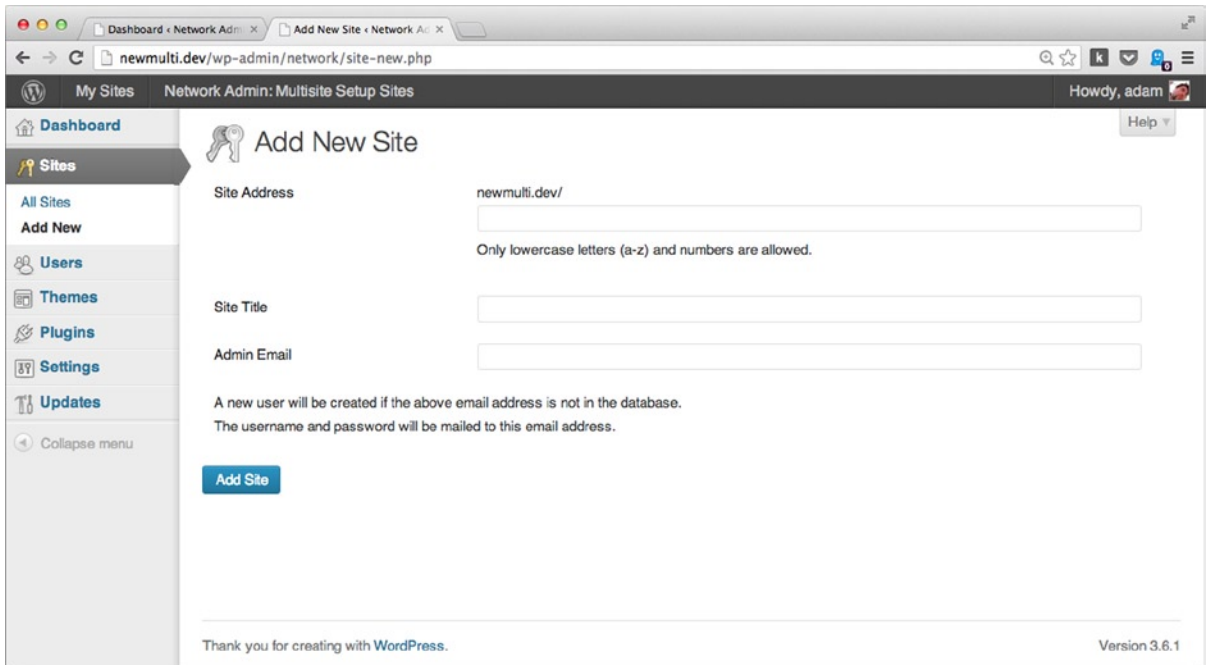 Dashboard ‹ Network Adm
Add New Site ‹ Network Ad
newmulti.dev/wp-admin/network/site-new.php
k
0
My Sites
Network Admin: Multisite Setup Sites
Howdy, adam
Dashboard
Sites
All Sites
Add New
Users
Themes
Plugins
Settings
Updates
Collapse menu
Help
Add New Site
Site Address
newmulti.dev/
Only lowercase letters (a-z) and numbers are allowed.
Site Title
Admin Email
A new user will be created if the above email address is not in the database.
The username and password will be mailed to this email address.
Add Site
Thank you for creating with WordPress.
Version 3.6.1